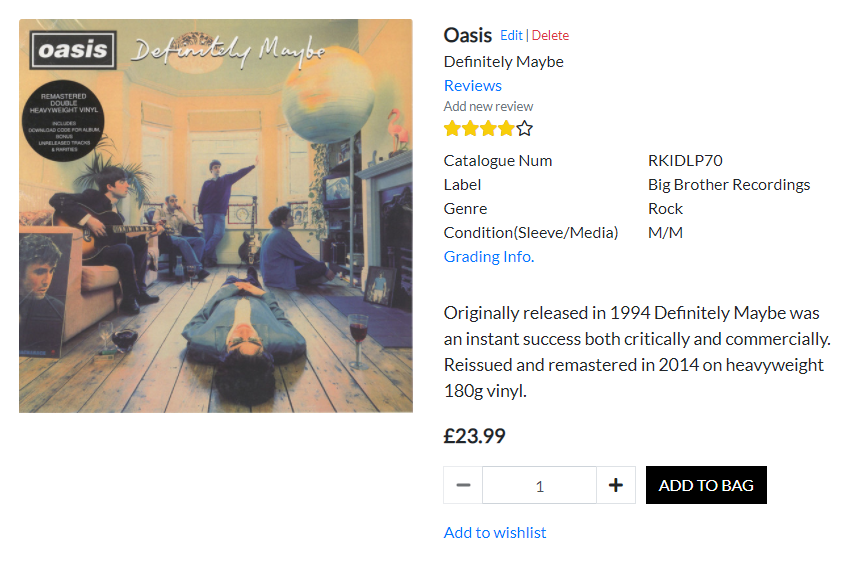 oasis
Definitely Maybe
REMASTERED
DOUBLE
HEAVYWEIGHT VINYL
INCLUDES
DOWNLOAD CODE FOR ALBUM,
BONUS
UNRELEASED TRACKS
& RARITIES
Oasis Edit | Delete
Definitely Maybe
Reviews
Add new review
Catalogue Num RKIDLP70
Label Big Brother Recordings
Genre Rock
Condition(Sleeve/Media) M/M
Grading Info.
Originally released in 1994 Definitely Maybe was
an instant success both critically and commercially.
Reissued and remastered in 2014 on heavyweight
180g vinyl.
£23.99
− 1 + ADD TO BAG
Add to wishlist